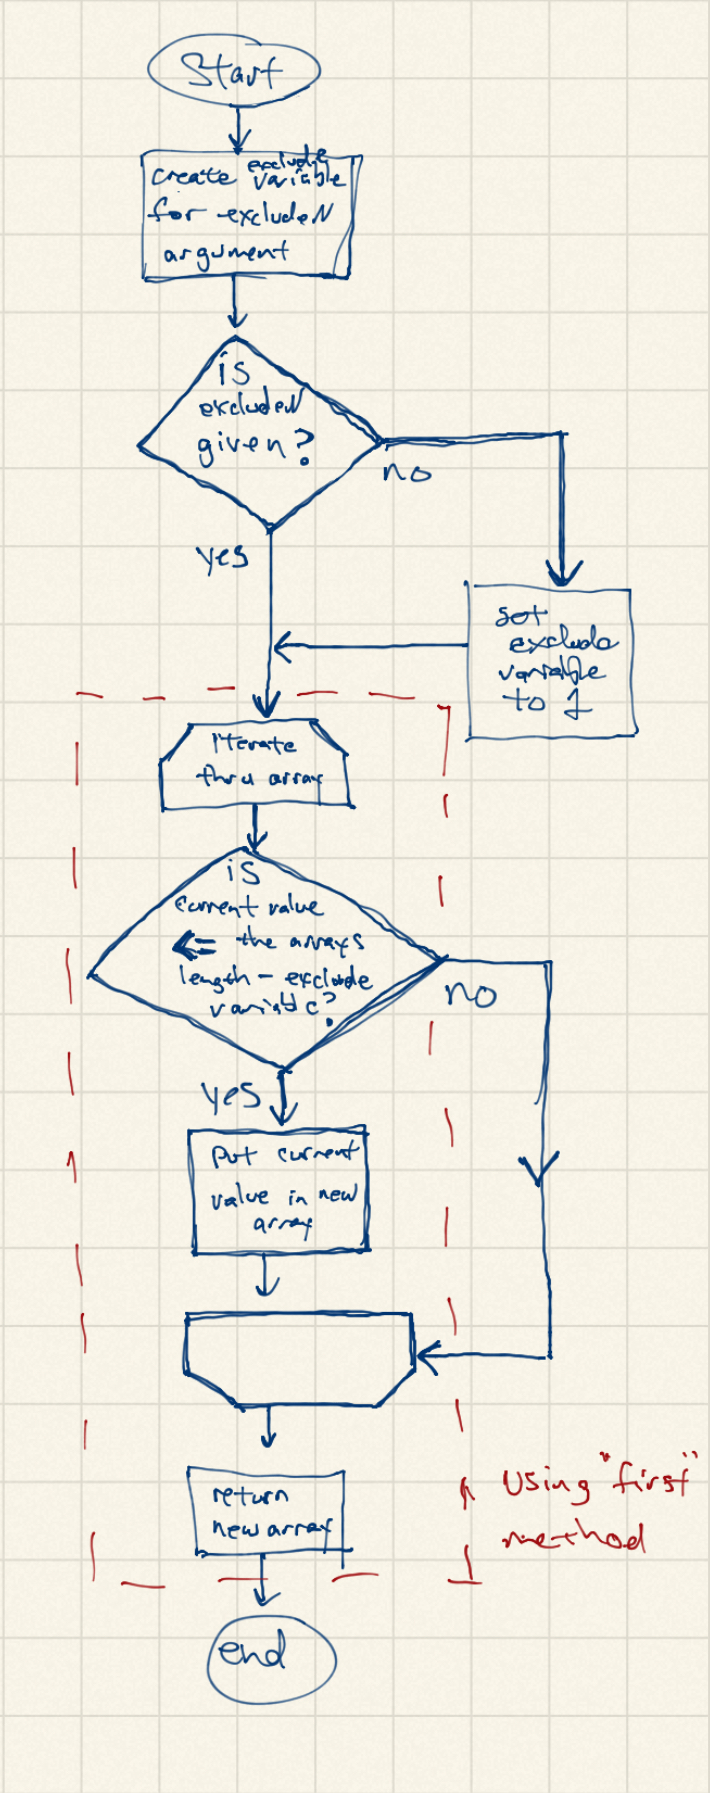 Start
exclude
create variable
for excludeN
argument
is
excludeN
given?
no
yes
set
exclude
variable
to 1
iterate
thru array
is
current value
<= the arrays
length - exclude
variable?
no
yes
put current
value in new
array
return
new array
using "first"
method
end